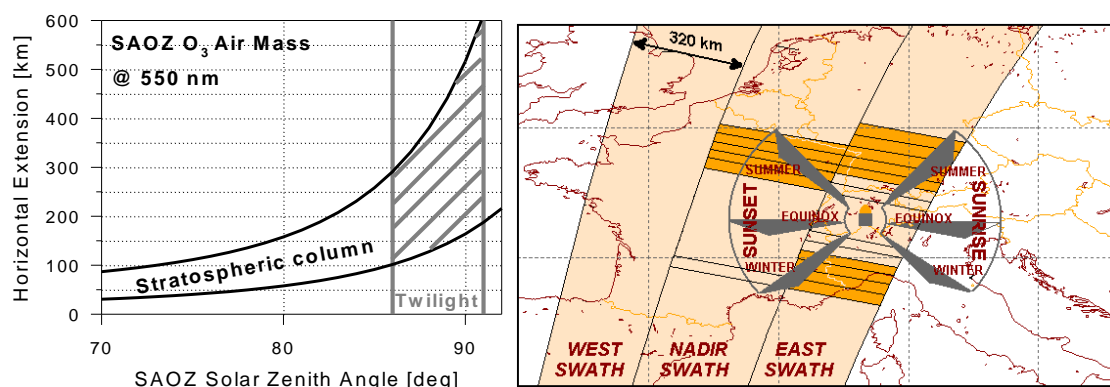 SAOZ O3 Air Mass
@ 550 nm
Horizontal Extension [km]
600
500
400
300
200
100
0
Stratospheric column
Twilight
70
80
90
SAOZ Solar Zenith Angle [deg]
320 km
SUMMER
SUMMER
SUNSET
EQUINOX
EQUINOX
SUNRISE
WINTER
WINTER
WEST
SWATH
NADIR
SWATH
EAST
SWATH